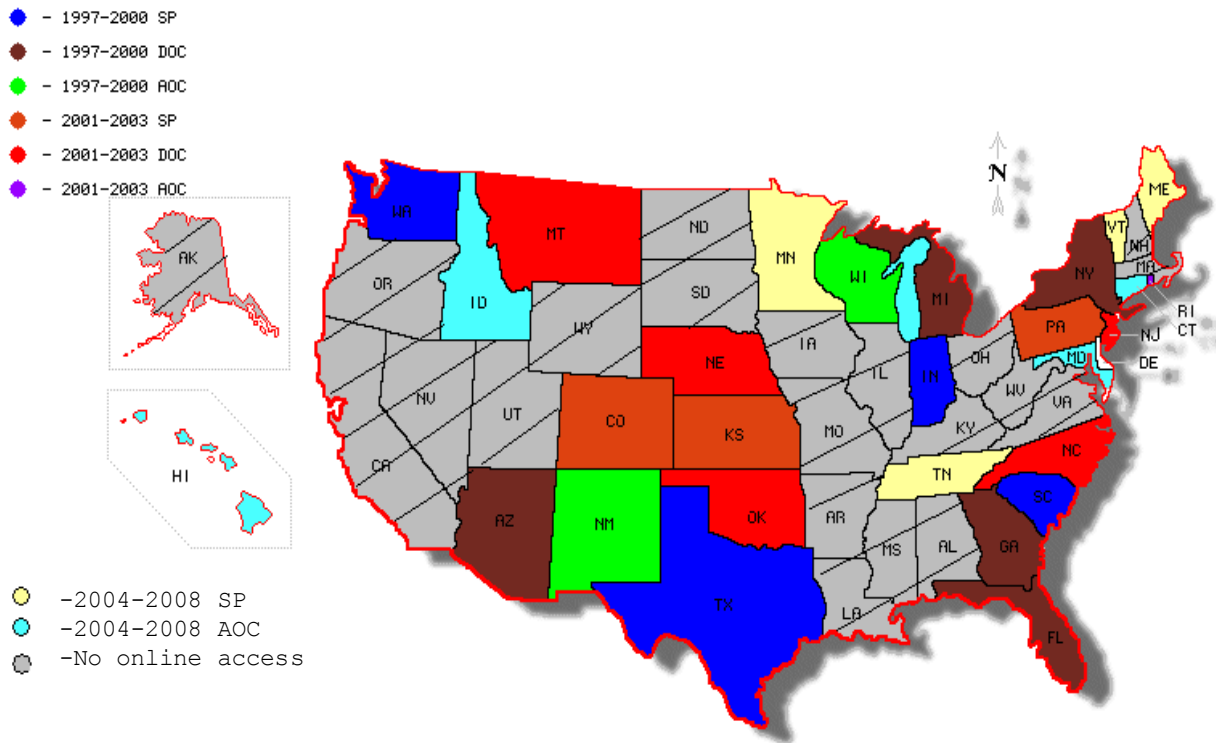 - 1997-2000 SP
- 1997-2000 DOC
- 1997-2000 AOC
- 2001-2003 SP
- 2001-2003 DOC
- 2001-2003 AOC
N
AK
HI
WA
MT
ND
MN
ME
VT
NH
MA
NY
WI
MI
OR
ID
SD
WY
RI
CT
NJ
PA
IA
NE
OH
MD
DE
IL
IN
NV
UT
CO
KS
MO
WV
VA
KY
CA
NC
TN
AZ
NM
OK
AR
SC
MS
AL
GA
TX
LA
FL
-2004-2008 SP
-2004-2008 AOC
-No online access